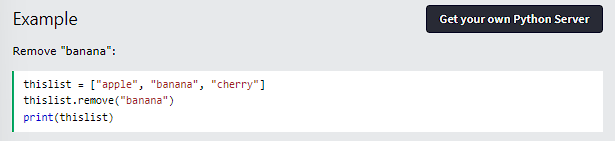 Example
Get your own Python Server
Remove "banana":
thislist = ["apple", "banana", "cherry"]
thislist.remove("banana")
print(thislist)